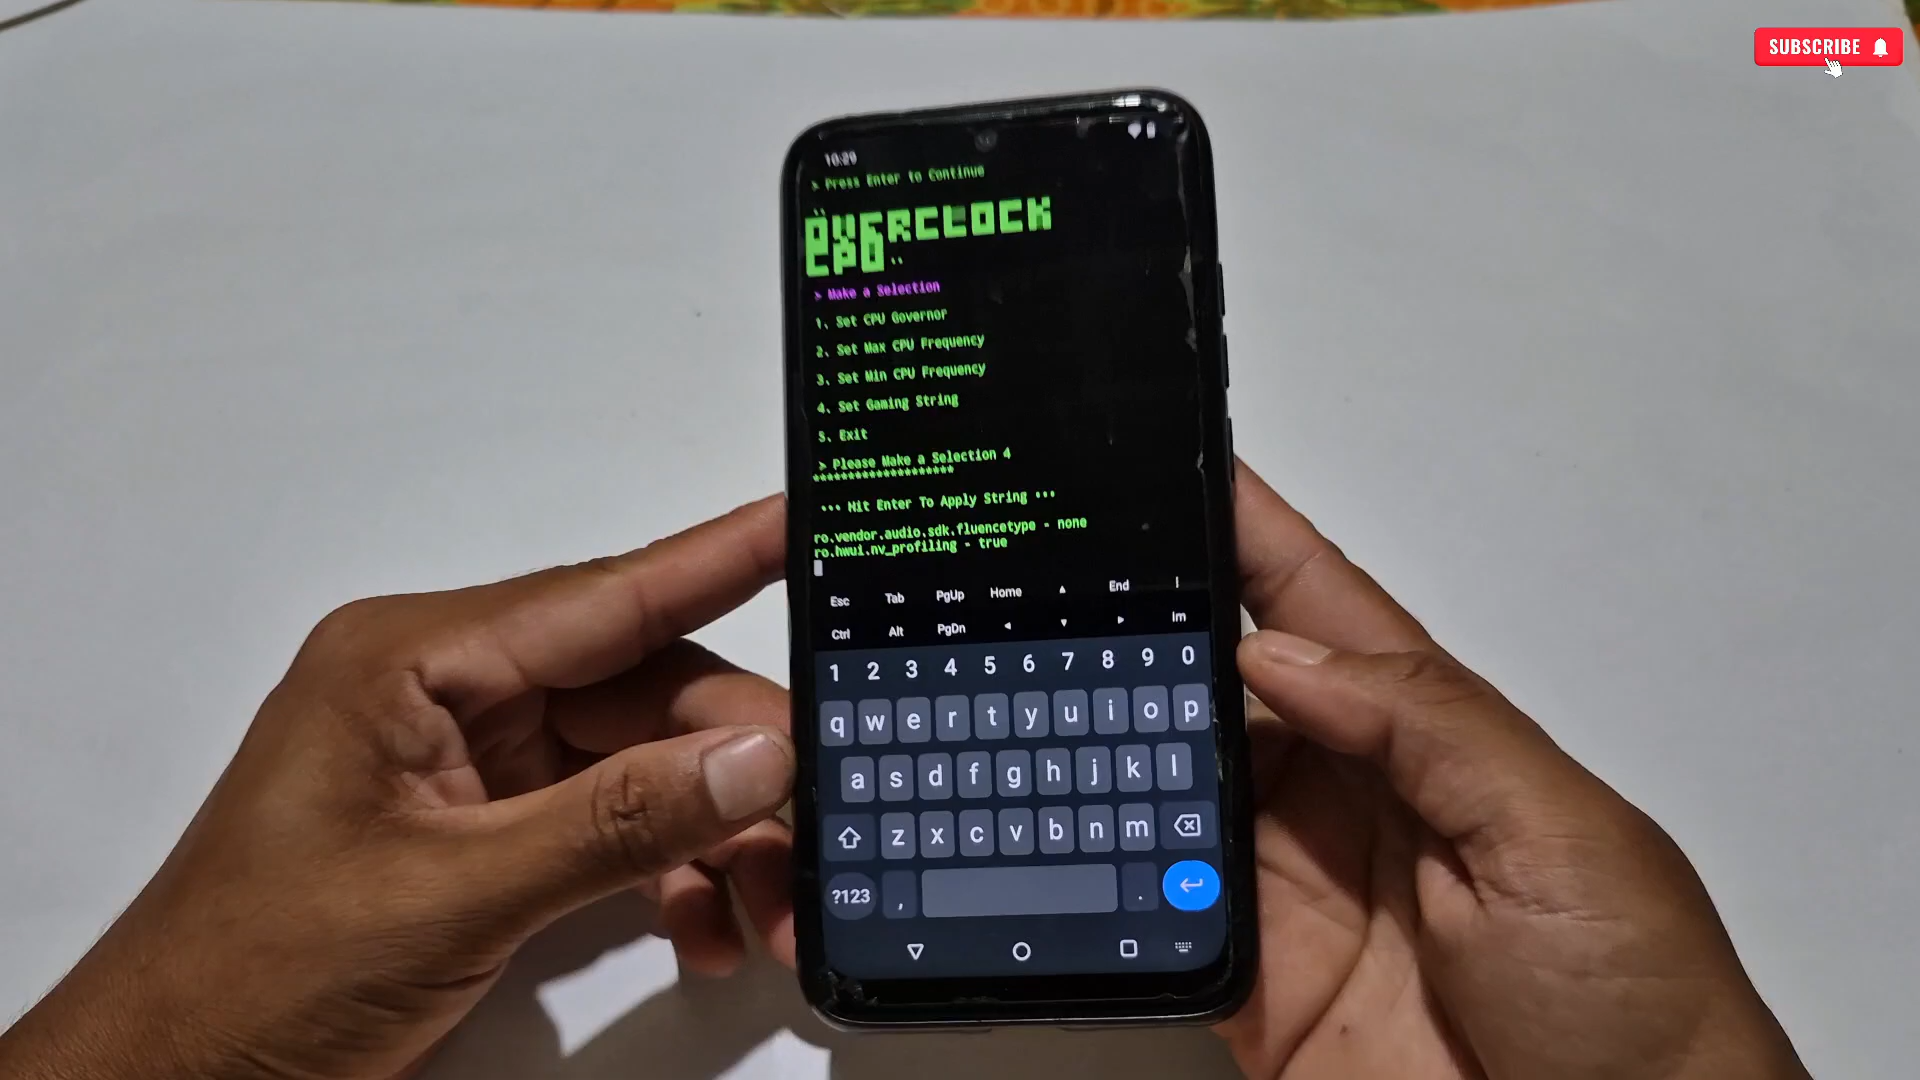 SUBSCRIBE
10:29
> Press Enter to Continue
OVERCLOCK
CPU
> Make a Selection
1. Set CPU Governor
2. Set Max CPU Frequency
3. Set Min CPU Frequency
4. Set Gaming String
5. Exit
> Please Make a Selection 4
********************
••• Hit Enter To Apply String •••
ro.vendor.audio.sdk.fluencetype - none
ro.hwui.nv_profiling - true
Esc Tab PgUp Home ▲ End
Ctrl Alt PgDn ◄ ▼ ► Im
1 2 3 4 5 6 7 8 9 0
q w e r t y u i o p
a s d f g h j k l
z x c v b n m
?123 , .